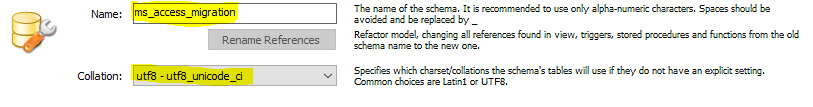 Name: ms_access_migration The name of the schema. It is recommended to use only alpha-numeric characters. Spaces should be
avoided and be replaced by _
Rename References Refactor model, changing all references found in view, triggers, stored procedures and functions from the old
schema name to the new one.
Collation: utf8 - utf8_unicode_ci Specifies which charset/collations the schema's tables will use if they do not have an explicit setting.
Common choices are Latin1 or UTF8.